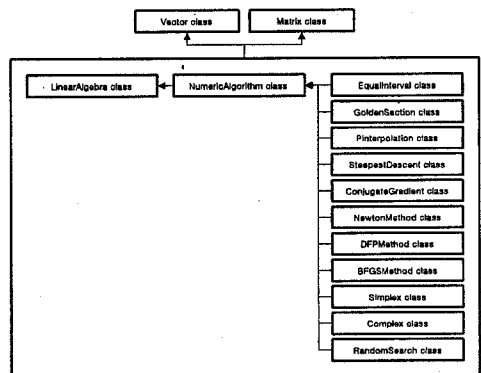 Vector class
Matrix class
LinearAlgebra class
NumericAlgorithm class
EqualInterval class
GoldenSection class
Pinterpolation class
SteepestDescent class
ConjugateGradient class
NewtonMethod class
DFPMethod class
BFGSMethod class
Simplex class
Complex class
RandomSearch class